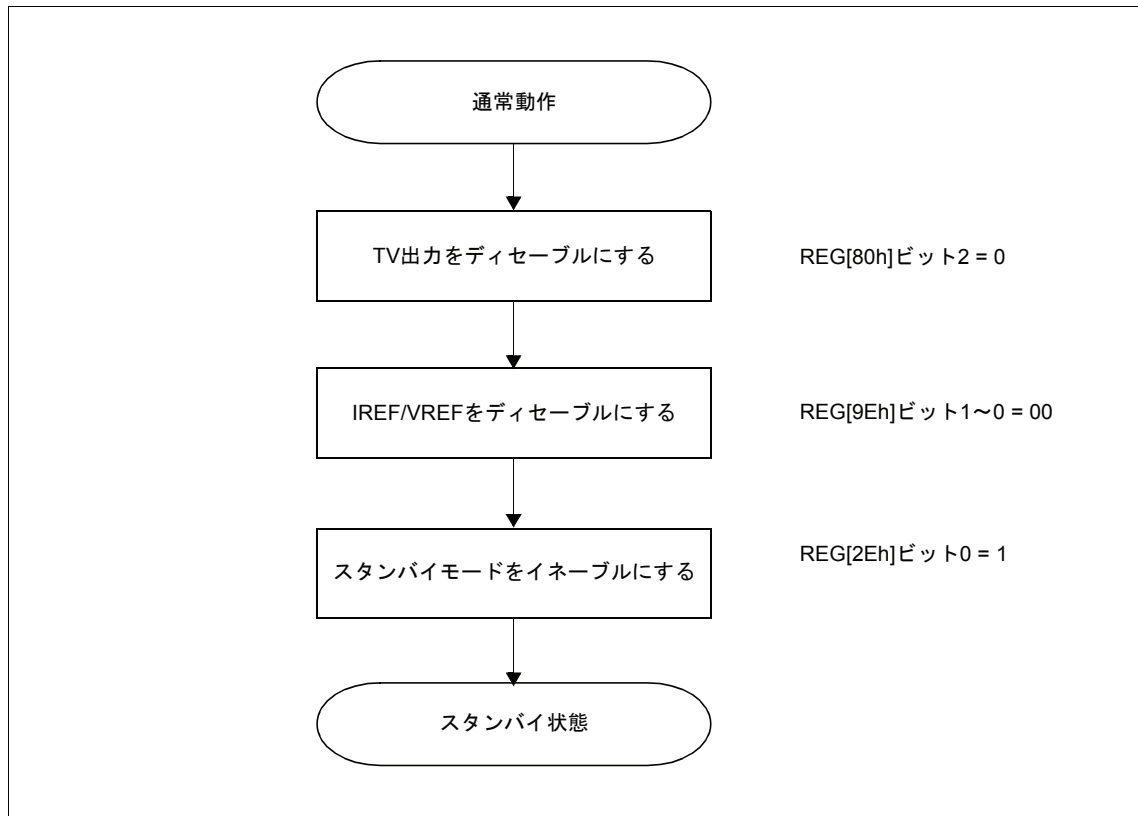 通常動作
TV出力をディセーブルにする
REG[80h]ビット2 = 0
IREF/VREFをディセーブルにする
REG[9Eh]ビット1～0 = 00
スタンバイモードをイネーブルにする
REG[2Eh]ビット0 = 1
スタンバイ状態